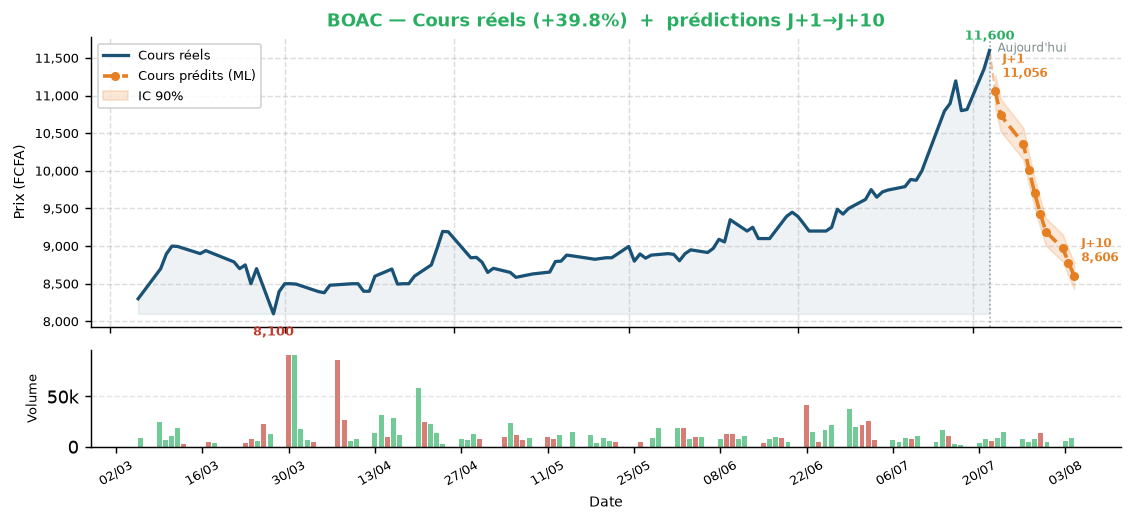 BOAC — Cours réels (+39.8%)  +  prédictions J+1→J+10
11,600
Aujourd'hui
Cours réels
Cours prédits (ML)
IC 90%
J+1
11,056
J+10
8,606
8,100
Prix (FCFA)
11,500
11,000
10,500
10,000
9,500
9,000
8,500
8,000
Volume
50k
0
02/03
16/03
30/03
13/04
27/04
11/05
25/05
08/06
22/06
06/07
20/07
03/08
Date